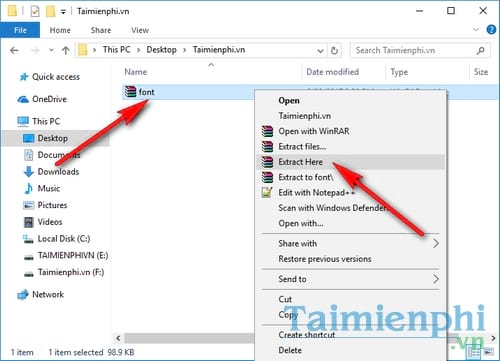 Taimienphi.vn
File
Home
Share
View
This PC > Desktop > Taimienphi.vn
Search Taimienphi.vn
Name
Date modified
Type
Quick access
OneDrive
This PC
Desktop
Documents
Downloads
Music
Pictures
Videos
Local Disk (C:)
TAIMIENPHIVN (E:)
Taimienphi.vn (F:)
Network
font
Open
Taimienphi.vn
Open with WinRAR
Extract files...
Extract Here
Extract to font\
Edit with Notepad++
Scan with Windows Defender...
Open with...
Share with
Restore previous versions
Send to
Cut
Copy
Create shortcut
Delete
1 item
1 item selected 98.9 KB
Taimienphi
.vn